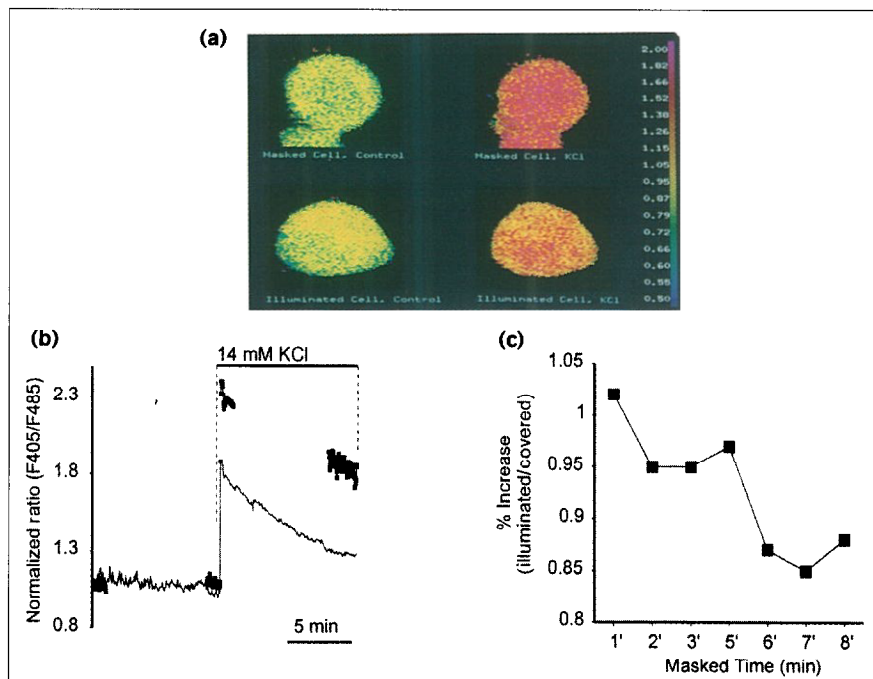 (a)
2.00
1.82
1.66
1.52
1.38
1.26
1.15
1.05
0.95
0.87
0.79
0.72
0.66
0.60
0.55
0.50
Masked Cell. Control
Masked Cell. KCl
Illuminated Cell. Control
Illuminated Cell. KCl
(b)
14 mM KCl
Normalized ratio (F405/F485)
2.3
1.8
1.3
0.8
5 min
(c)
% Increase
(illuminated/covered)
1.05
1
0.95
0.9
0.85
0.8
1' 2' 3' 5' 6' 7' 8'
Masked Time (min)